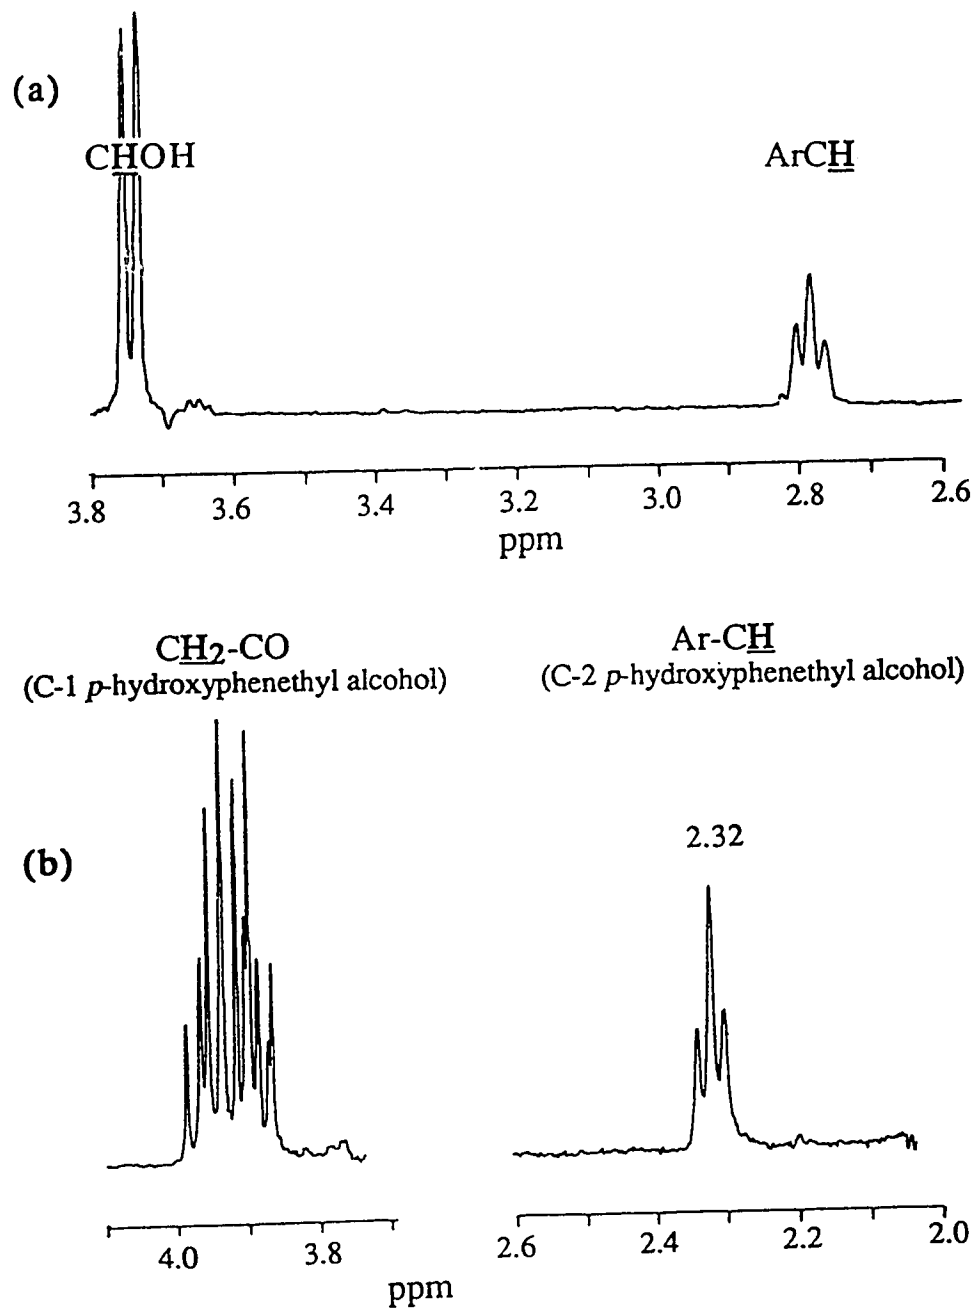 (a)
CHOH
ArCH
3.8 3.6 3.4 3.2 3.0 2.8 2.6
ppm
CH2-CO
(C-1 p-hydroxyphenethyl alcohol)
Ar-CH
(C-2 p-hydroxyphenethyl alcohol)
(b)
2.32
4.0 3.8
2.6 2.4 2.2 2.0
ppm